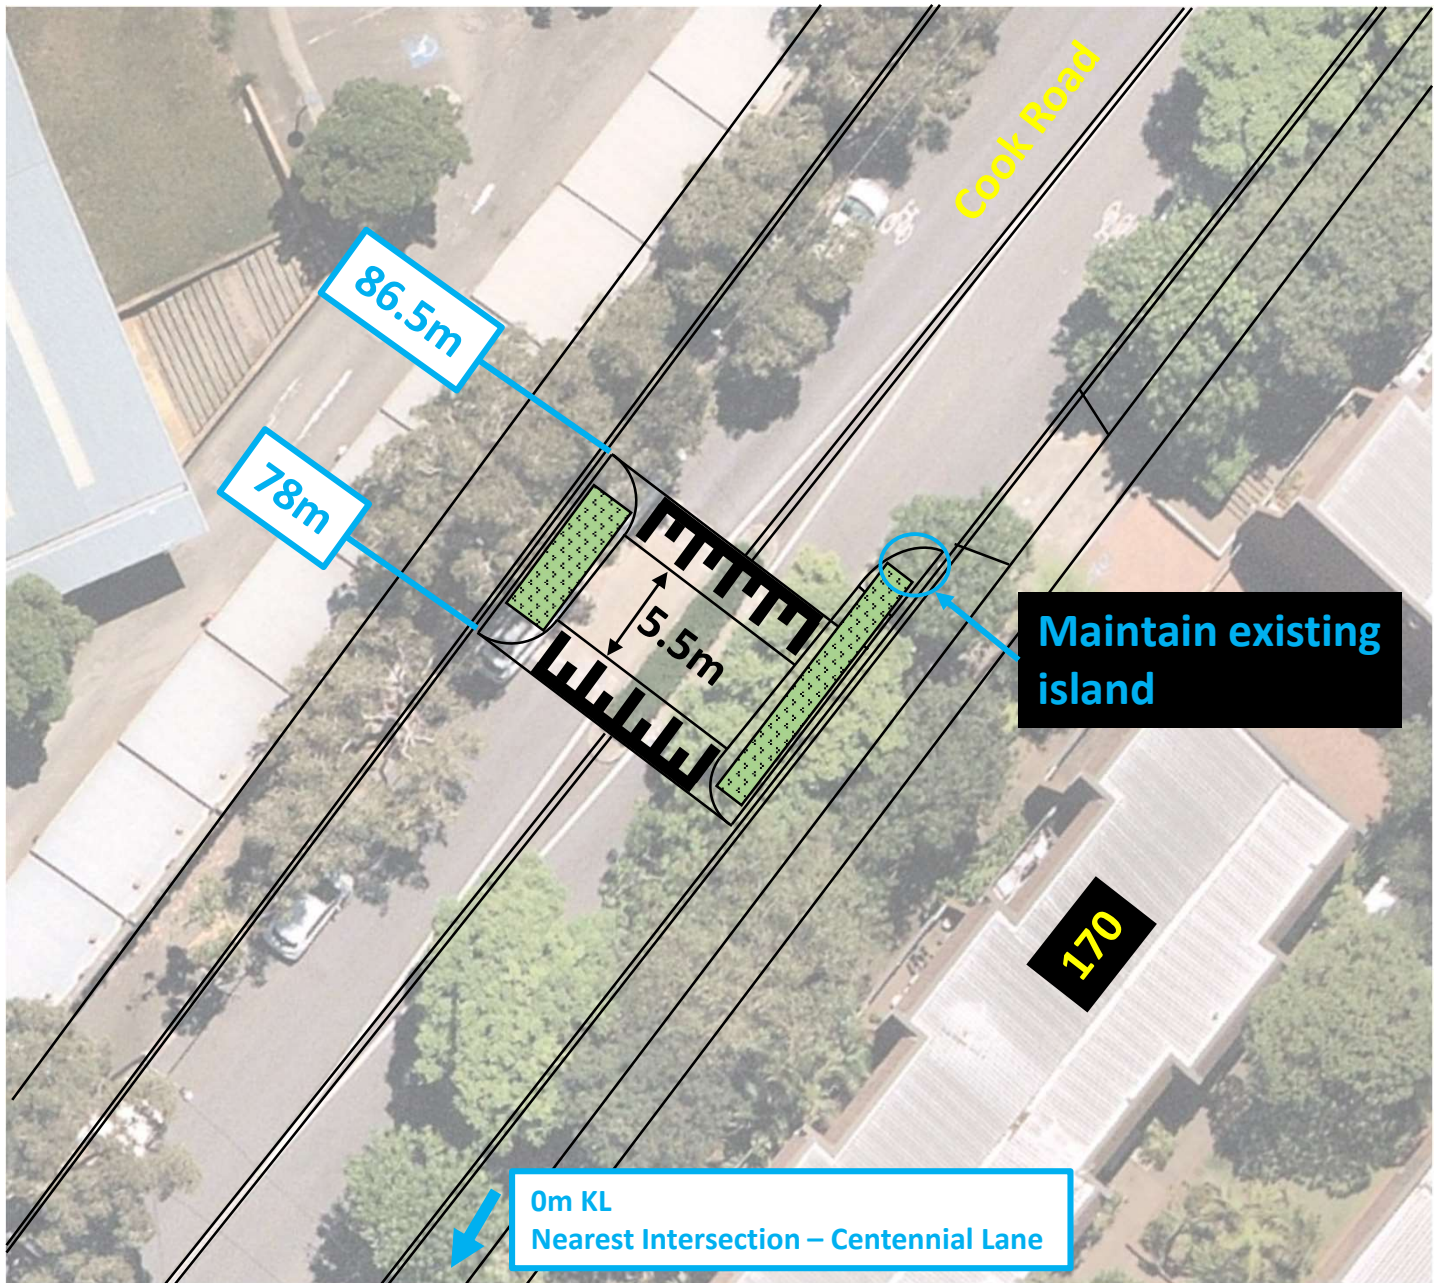 Cook Road
86.5m
78m
5.5m
Maintain existing
island
170
0m KL
Nearest Intersection – Centennial Lane